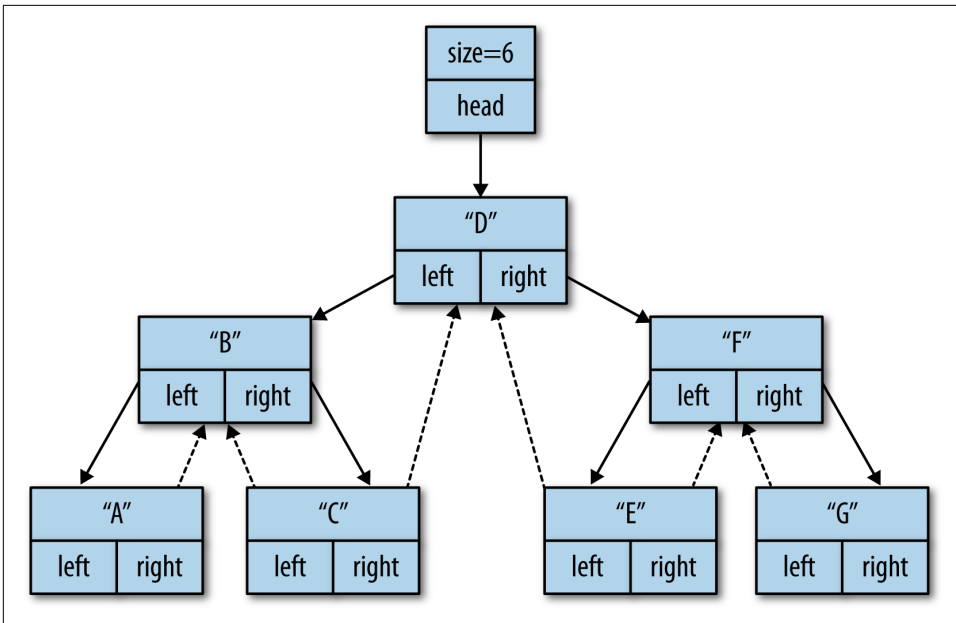 size=6
head
“D”
left right
“B”
left right
“F”
left right
“A”
left right
“C”
left right
“E”
left right
“G”
left right